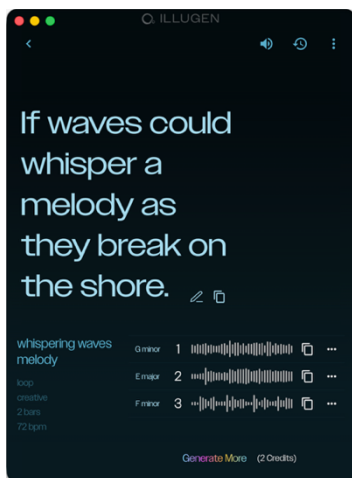 ILLUGEN
If waves could
whisper a
melody as
they break on
the shore.
whispering waves
melody
loop
creative
2 bars
72 bpm
G minor 1
E major 2
F minor 3
Generate More (2 Credits)